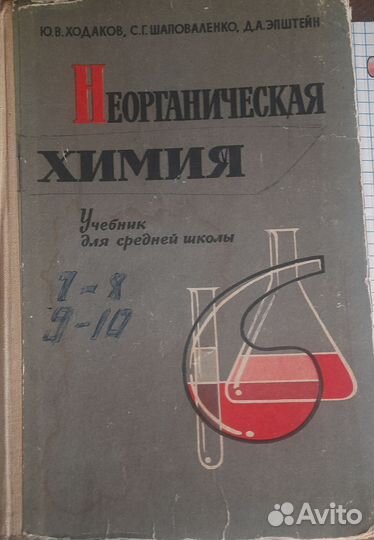 Ю.В.ХОДАКОВ, С.Г.ШАПОВАЛЕНКО, Д.А.ЭПШТЕЙН
НЕОРГАНИЧЕСКАЯ
ХИМИЯ
Учебник
для средней школы
7-8
9-10
Avito